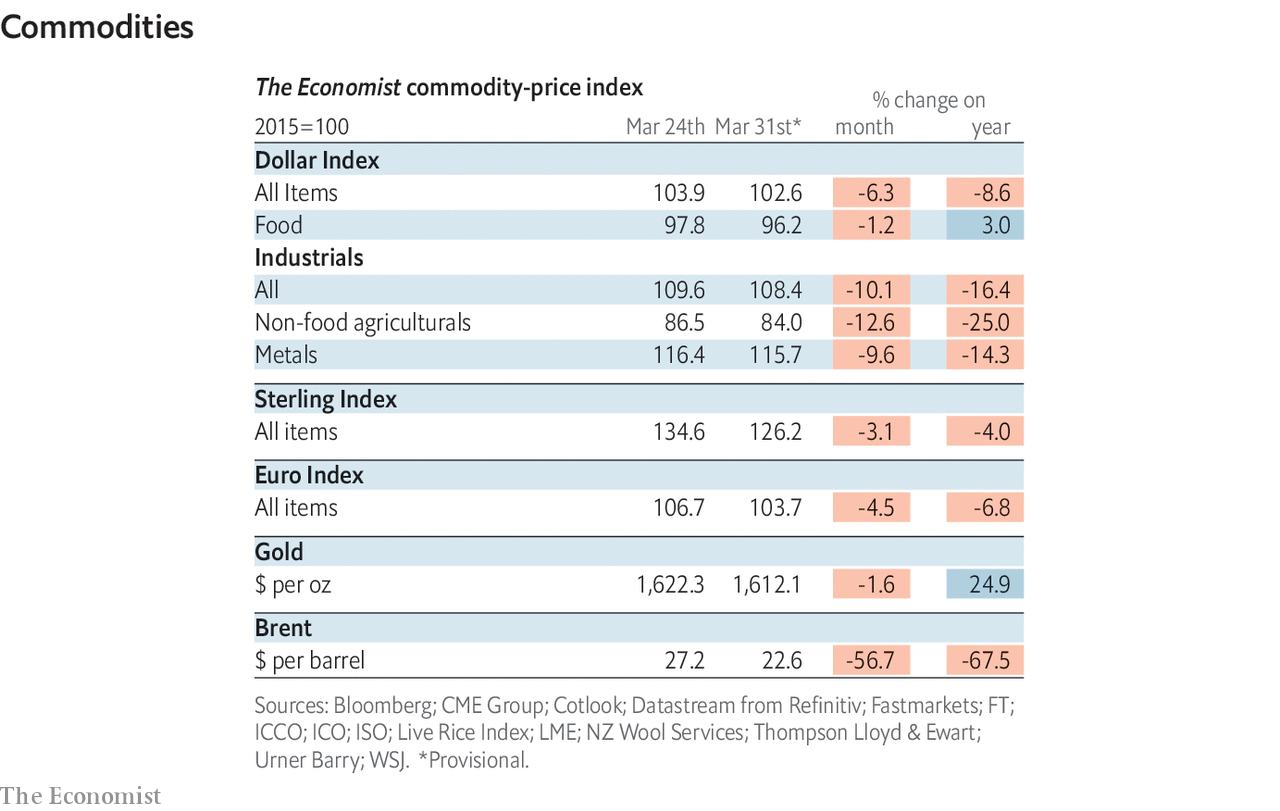 Commodities
The Economist commodity-price index
% change on
2015=100 Mar 24th Mar 31st* month year
Dollar Index
All Items 103.9 102.6 -6.3 -8.6
Food 97.8 96.2 -1.2 3.0
Industrials
All 109.6 108.4 -10.1 -16.4
Non-food agriculturals 86.5 84.0 -12.6 -25.0
Metals 116.4 115.7 -9.6 -14.3
Sterling Index
All items 134.6 126.2 -3.1 -4.0
Euro Index
All items 106.7 103.7 -4.5 -6.8
Gold
$ per oz 1,622.3 1,612.1 -1.6 24.9
Brent
$ per barrel 27.2 22.6 -56.7 -67.5
Sources: Bloomberg; CME Group; Cotlook; Datastream from Refinitiv; Fastmarkets; FT;
ICCO; ICO; ISO; Live Rice Index; LME; NZ Wool Services; Thompson Lloyd & Ewart;
Urner Barry; WSJ. *Provisional.
The Economist